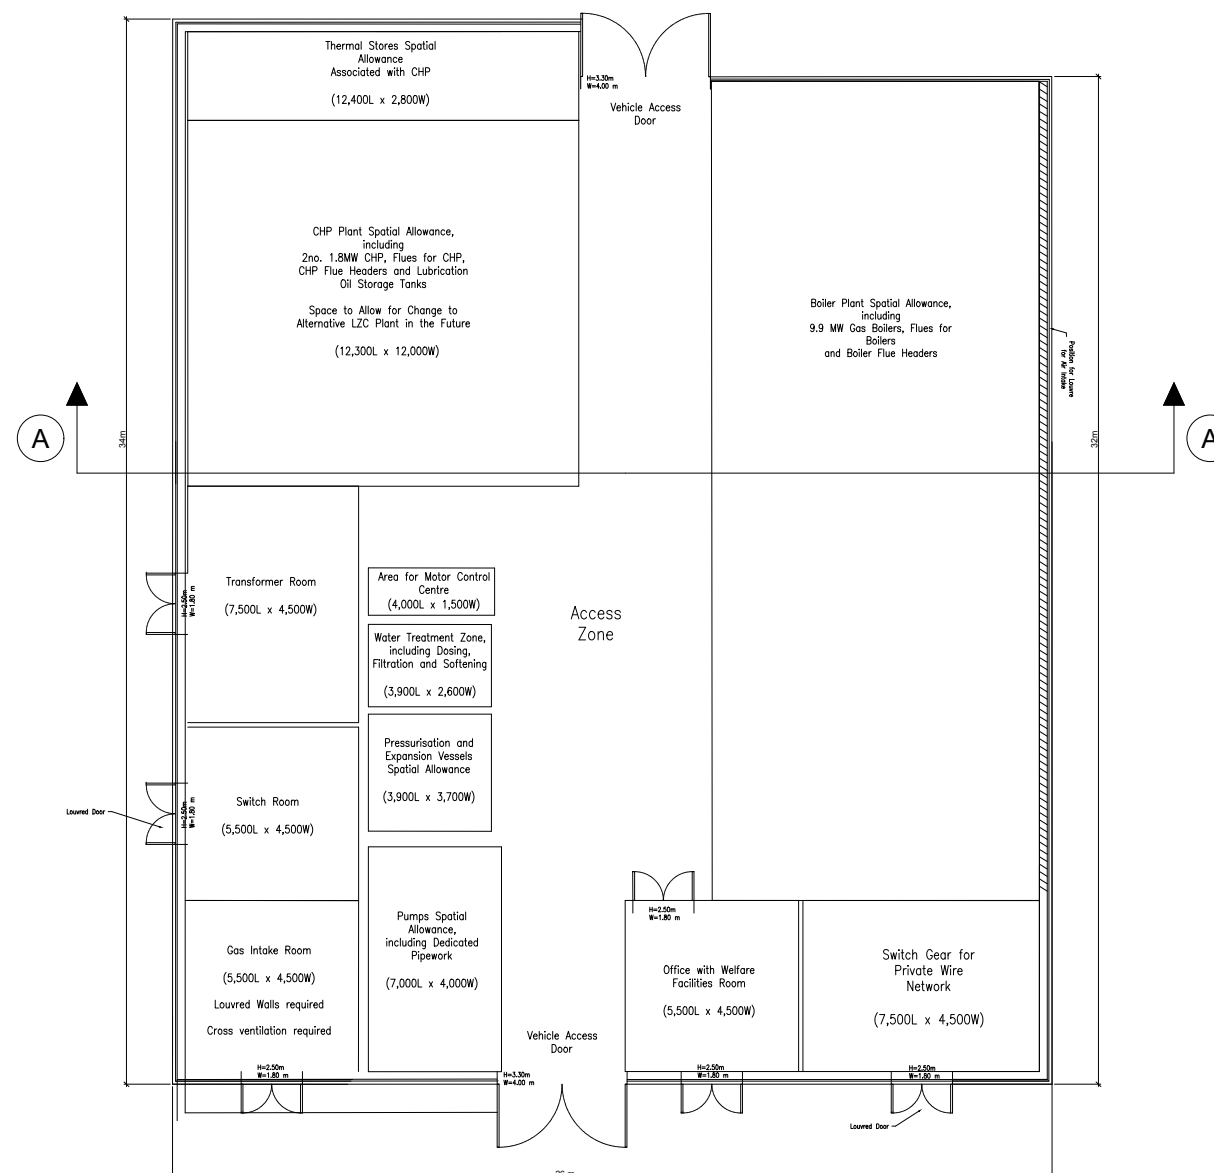 Thermal Stores Spatial
Allowance
Associated with CHP
(12,400L x 2,800W)
H=3.30m
W=4.00 m
Vehicle Access
Door
CHP Plant Spatial Allowance,
including
2no. 1.8MW CHP, Flues for CHP,
CHP Flue Headers and Lubrication
Oil Storage Tanks
Space to Allow for Change to
Alternative LZC Plant in the Future
(12,300L x 12,000W)
Boiler Plant Spatial Allowance,
including
9.9 MW Gas Boilers, Flues for
Boilers
and Boiler Flue Headers
Position for Louvre
for Air Intake
A
A
34m
32m
Transformer Room
(7,500L x 4,500W)
H=2.50m
W=1.80 m
Area for Motor Control
Centre
(4,000L x 1,500W)
Access
Zone
Water Treatment Zone,
including Dosing,
Filtration and Softening
(3,900L x 2,600W)
Pressurisation and
Expansion Vessels
Spatial Allowance
(3,900L x 3,700W)
Switch Room
(5,500L x 4,500W)
H=2.50m
W=1.80 m
Louvred Door
Gas Intake Room
(5,500L x 4,500W)
Louvred Walls required
Cross ventilation required
Pumps Spatial
Allowance,
including Dedicated
Pipework
(7,000L x 4,000W)
H=2.50m
W=1.80 m
Office with Welfare
Facilities Room
(5,500L x 4,500W)
Switch Gear for
Private Wire
Network
(7,500L x 4,500W)
Vehicle Access
Door
H=2.50m
W=1.80 m
H=3.30m
W=4.00 m
H=2.50m
W=1.80 m
H=2.50m
W=1.80 m
Louvred Door